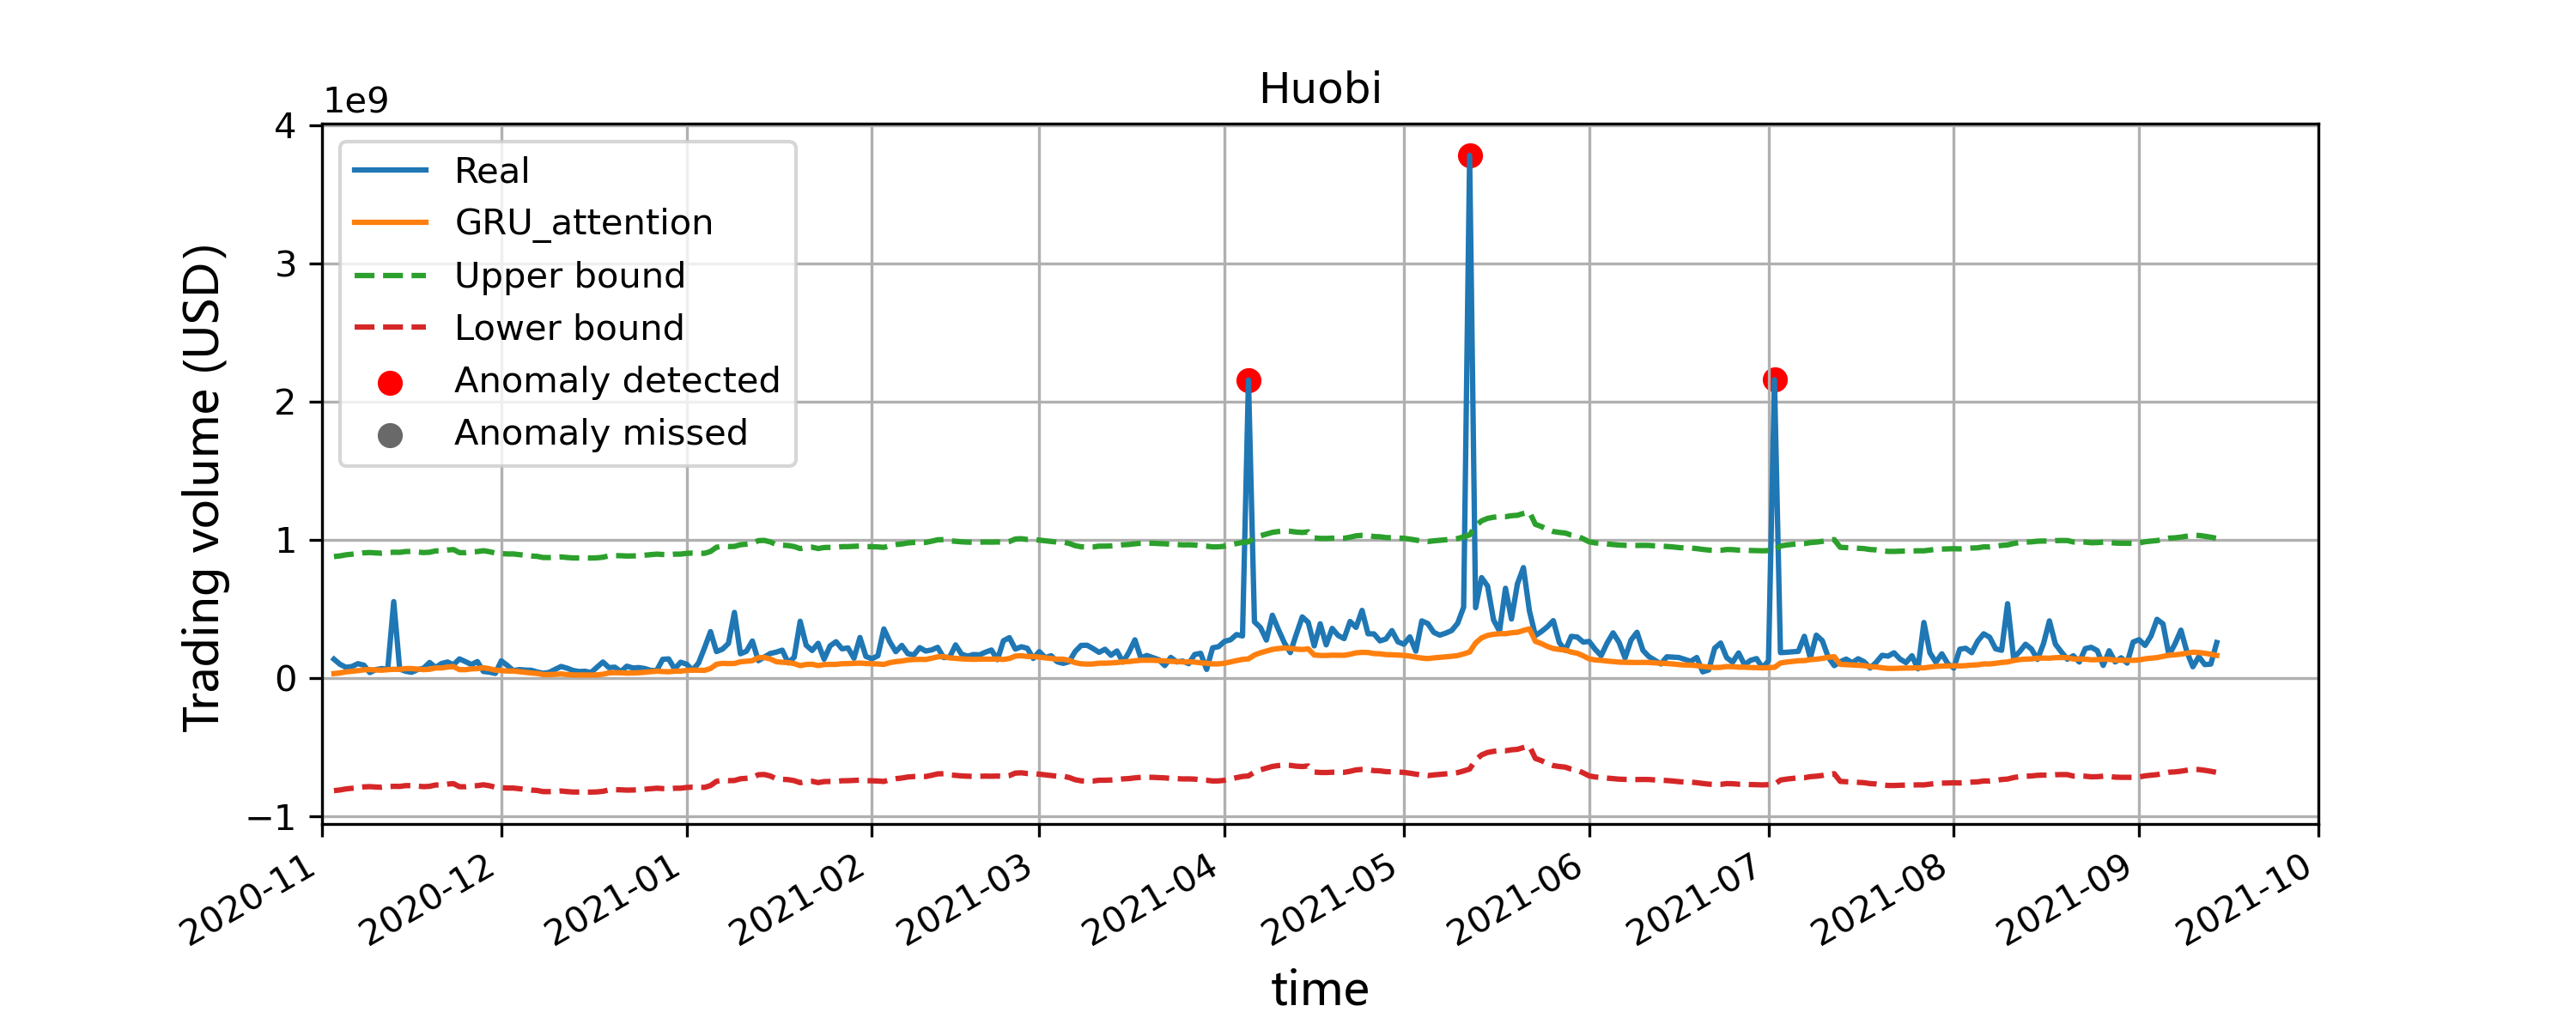 Huobi
1e9
4
3
2
1
0
−1
Trading volume (USD)
Real
GRU_attention
Upper bound
Lower bound
Anomaly detected
Anomaly missed
2020-11
2020-12
2021-01
2021-02
2021-03
2021-04
2021-05
2021-06
2021-07
2021-08
2021-09
2021-10
time